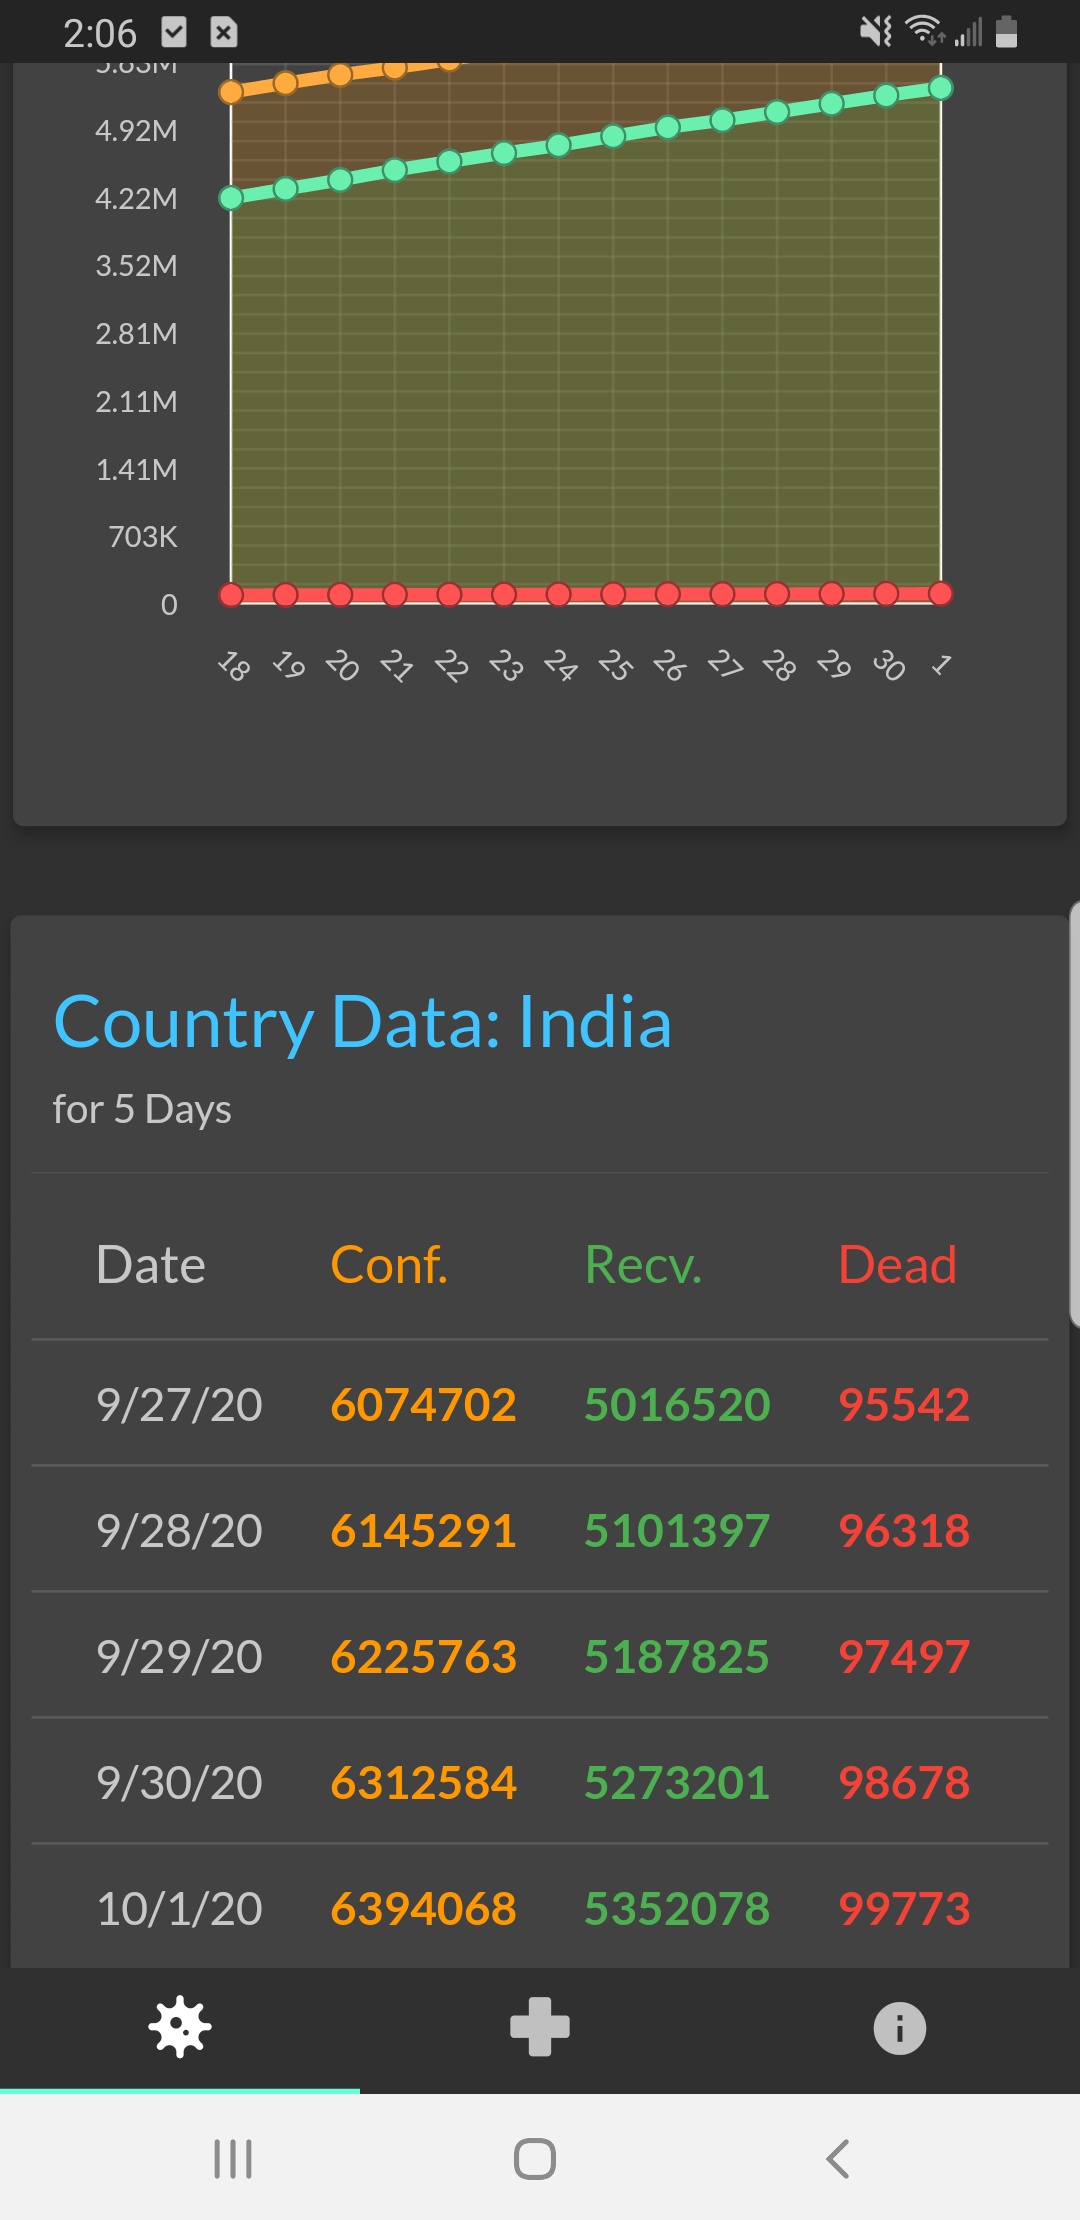 2:06
5.63M
4.92M
4.22M
3.52M
2.81M
2.11M
1.41M
703K
0
18 19 20 21 22 23 24 25 26 27 28 29 30 1
Country Data: India
for 5 Days
Date Conf. Recv. Dead
9/27/20 6074702 5016520 95542
9/28/20 6145291 5101397 96318
9/29/20 6225763 5187825 97497
9/30/20 6312584 5273201 98678
10/1/20 6394068 5352078 99773